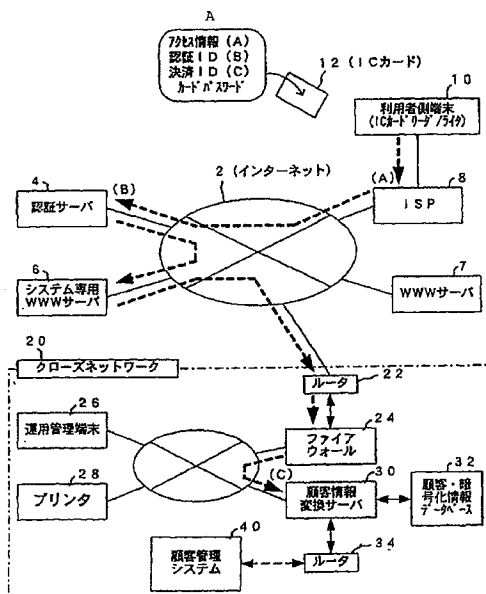 A
アクセス情報(A)
認証ID(B)
決済ID(C)
カードパスワード
12(ICカード)
10
利用者側端末
(ICカードリーダ/ライタ)
(A)
8
ISP
2(インターネット)
(B)
4
認証サーバ
6
システム専用
WWWサーバ
7
WWWサーバ
20
クローズネットワーク
ルータ
22
26
運用管理端末
24
ファイア
ウォール
28
プリンタ
(C)
30
顧客情報
変換サーバ
32
顧客・暗
号化情報
データベース
40
顧客管理
システム
34
ルータ